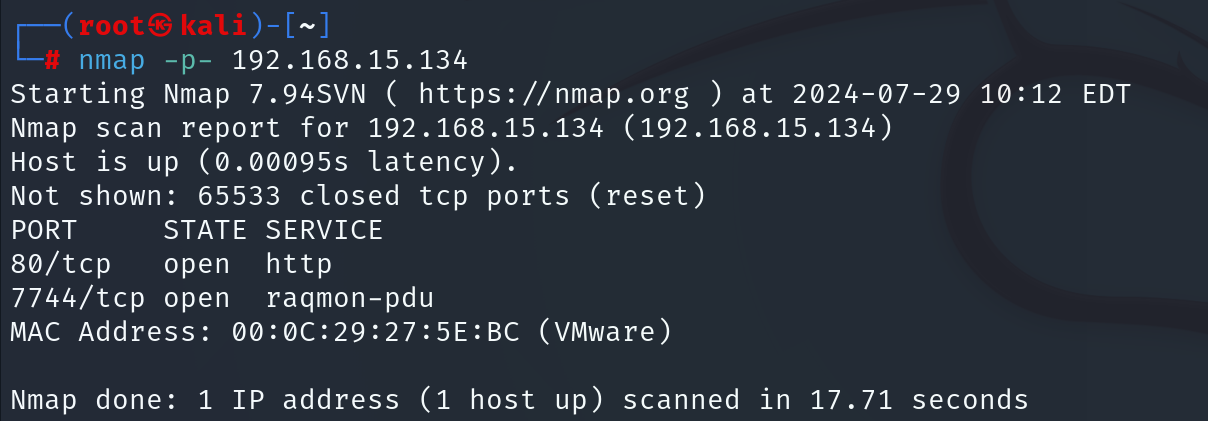 ┌──(root㉿kali)-[~]
└─# nmap -p- 192.168.15.134
Starting Nmap 7.94SVN ( https://nmap.org ) at 2024-07-29 10:12 EDT
Nmap scan report for 192.168.15.134 (192.168.15.134)
Host is up (0.00095s latency).
Not shown: 65533 closed tcp ports (reset)
PORT     STATE SERVICE
80/tcp   open  http
7744/tcp open  raqmon-pdu
MAC Address: 00:0C:29:27:5E:BC (VMware)
Nmap done: 1 IP address (1 host up) scanned in 17.71 seconds